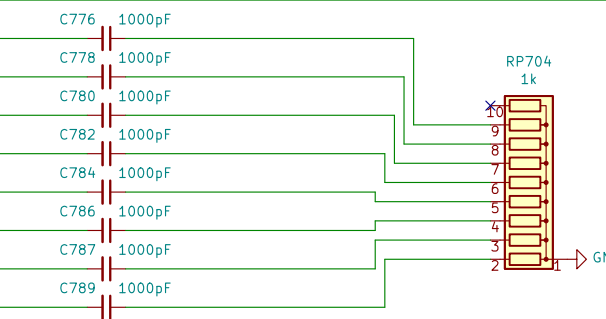 C776 1000pF
C778 1000pF
RP704
1k
C780 1000pF
10
C782 1000pF
9
8
C784 1000pF
7
6
C786 1000pF
5
4
C787 1000pF
3
2 1 GN
C789 1000pF